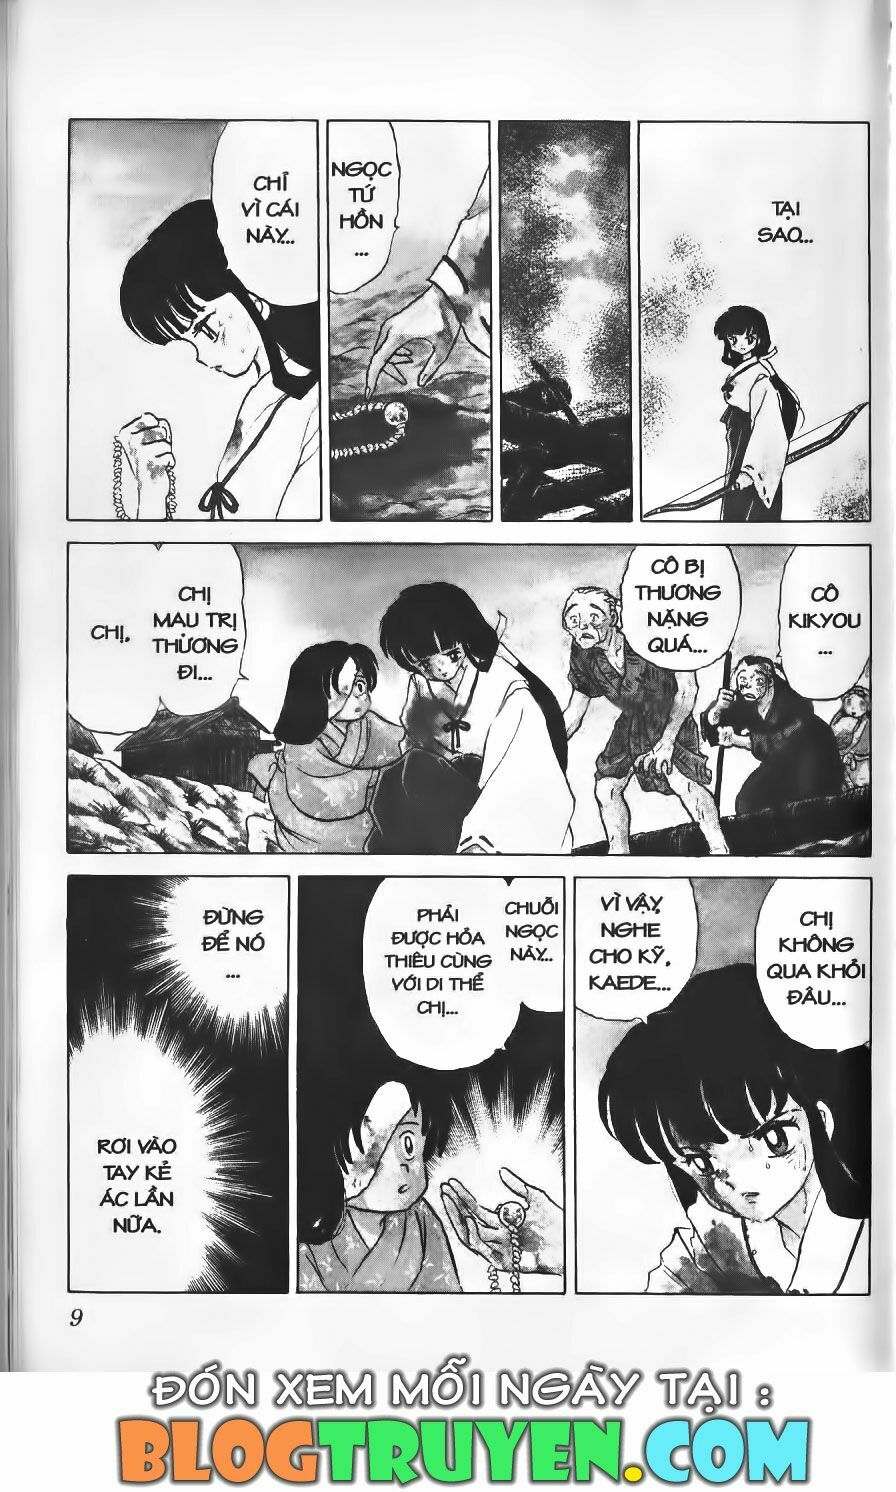 TẠI
SAO...
NGỌC
TỨ
HỒN
...
CHỈ
VÌ CÁI
NÀY...
CÔ
KIKYOU
...
CÔ BỊ
THƯƠNG
NẶNG
QUÁ...
CHỊ
MAU TRỊ
THƯƠNG
ĐI...
CHỊ.
CHỊ
KHÔNG
QUA KHỎI
ĐÂU...
VÌ VẬY,
NGHE
CHO KỸ,
KAEDE...
CHUỖI
NGỌC
NÀY...
PHẢI
ĐƯỢC HỎA
THIÊU CÙNG
VỚI DI THỂ
CHỊ...
ĐỪNG
ĐỂ NÓ
...
RƠI VÀO
TAY KẺ
ÁC LẦN
NỮA.
9
ĐÓN XEM MỖI NGÀY TẠI :
BLOGTRUYEN.COM